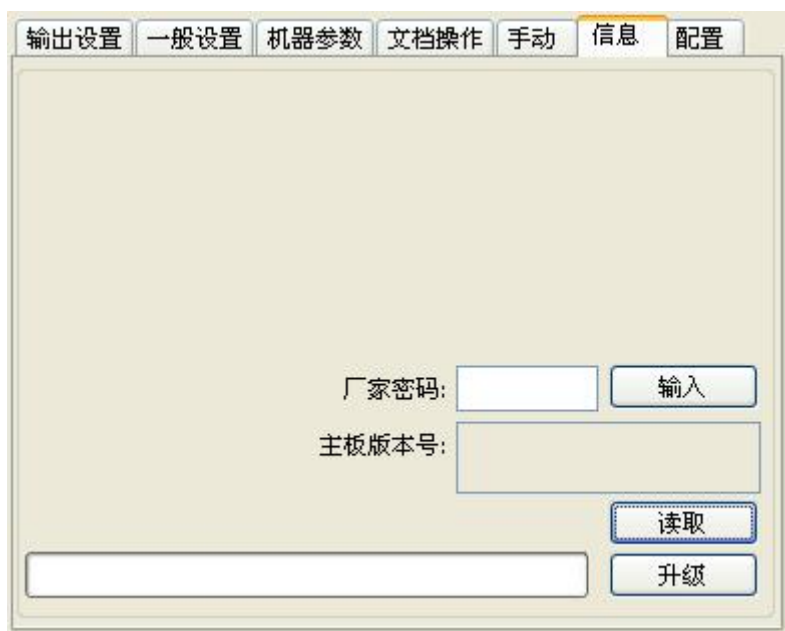 输出设置 一般设置 机器参数 文档操作 手动 信息 配置
厂家密码: 输入
主板版本号:
读取
升级